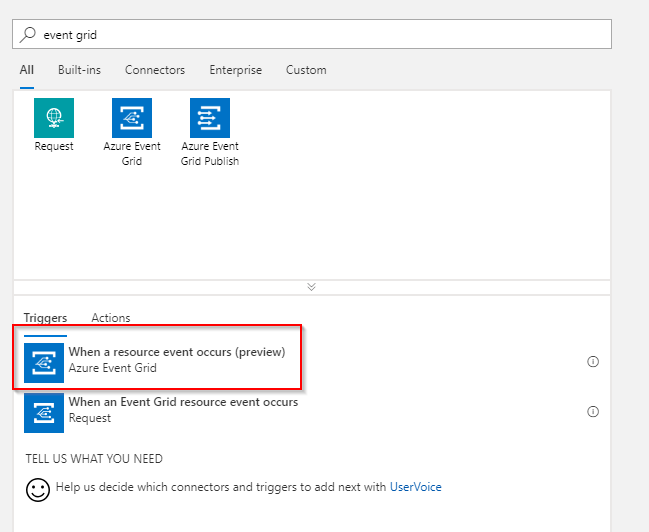 event grid
All Built-ins Connectors Enterprise Custom
Request Azure Event Azure Event
Grid Grid Publish
Triggers Actions
When a resource event occurs (preview)
Azure Event Grid
When an Event Grid resource event occurs
Request
TELL US WHAT YOU NEED
Help us decide which connectors and triggers to add next with UserVoice